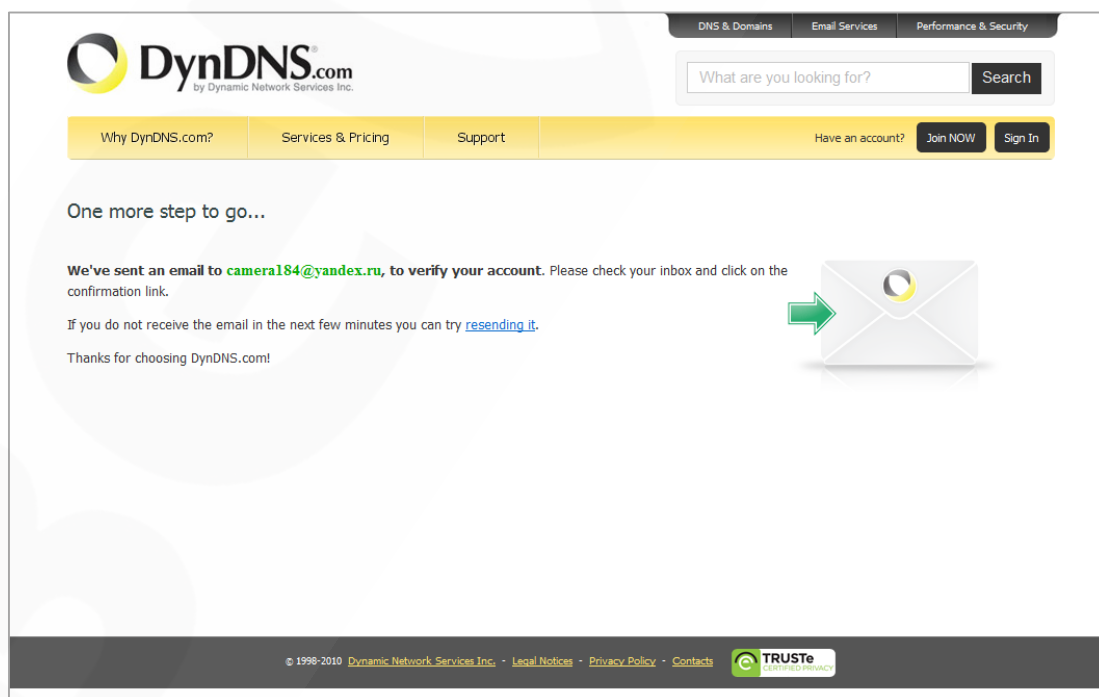 DNS & Domains Email Services Performance & Security
DynDNS.com
by Dynamic Network Services Inc.
What are you looking for? Search
Why DynDNS.com? Services & Pricing Support Have an account? Join NOW Sign In
One more step to go...
We've sent an email to camera184@yandex.ru, to verify your account. Please check your inbox and click on the
confirmation link.
If you do not receive the email in the next few minutes you can try resending it.
Thanks for choosing DynDNS.com!
© 1998-2010 Dynamic Network Services Inc. - Legal Notices - Privacy Policy - Contacts TRUSTe
CERTIFIED PRIVACY